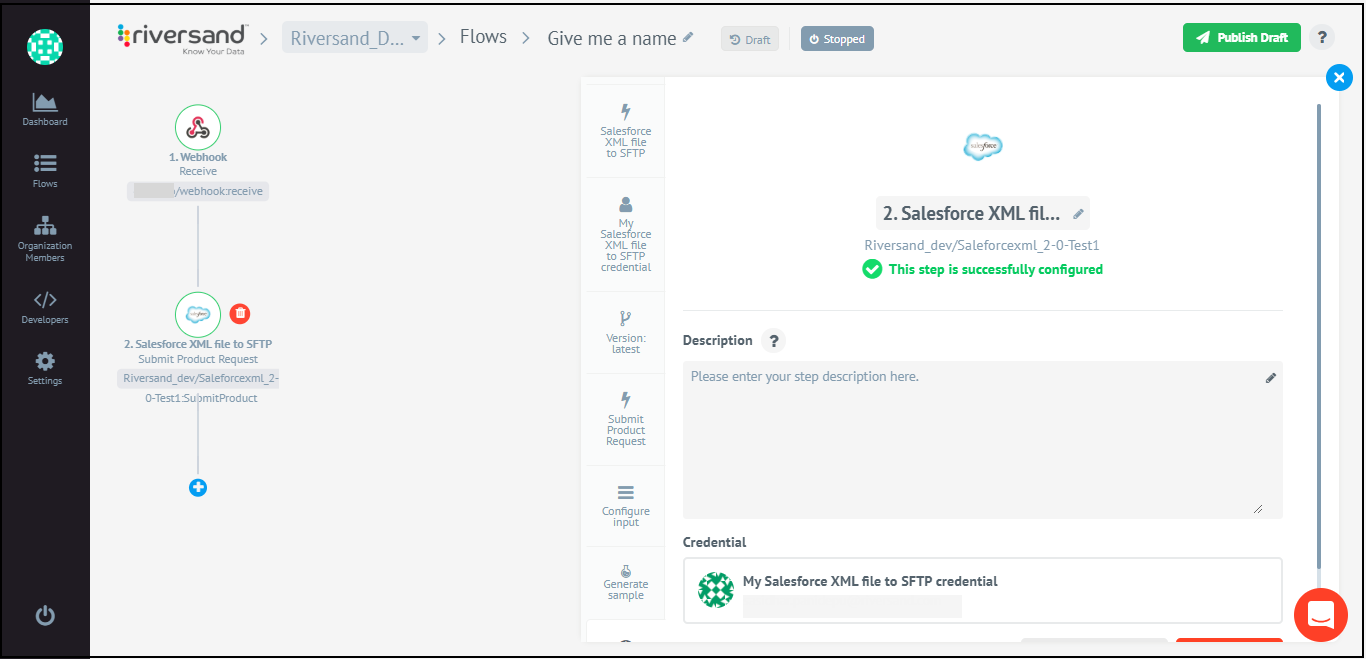 riversand
Know Your Data
Riversand_D...
Flows
Give me a name
Draft
Stopped
Publish Draft
?
Dashboard
Flows
Organization
Members
Developers
Settings
1. Webhook
Receive
/webhook:receive
2. Salesforce XML file to SFTP
Submit Product Request
Riversand_dev/Saleforcexml_2-
0-Test1:SubmitProduct
Salesforce
XML file
to SFTP
My
Salesforce
XML file
to SFTP
credential
Version:
latest
Submit
Product
Request
Configure
input
Generate
sample
salesforce
2. Salesforce XML fil...
Riversand_dev/Saleforcexml_2-0-Test1
This step is successfully configured
Description
?
Please enter your step description here.
Credential
My Salesforce XML file to SFTP credential